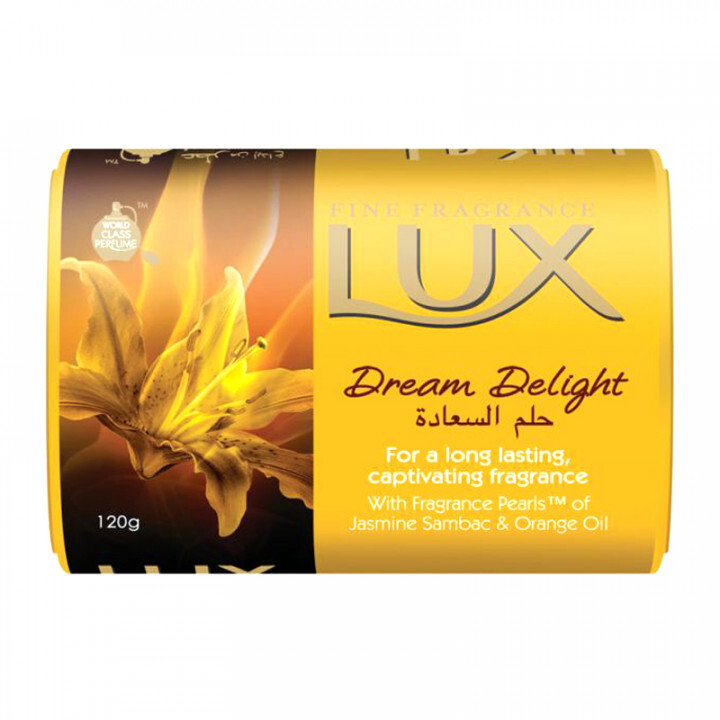 WORLD
CLASS
PERFUME
TM
FINE FRAGRANCE
LUX
Dream Delight
حلم السعادة
For a long lasting,
captivating fragrance
With Fragrance Pearls™ of
Jasmine Sambac & Orange Oil
120g
LUX